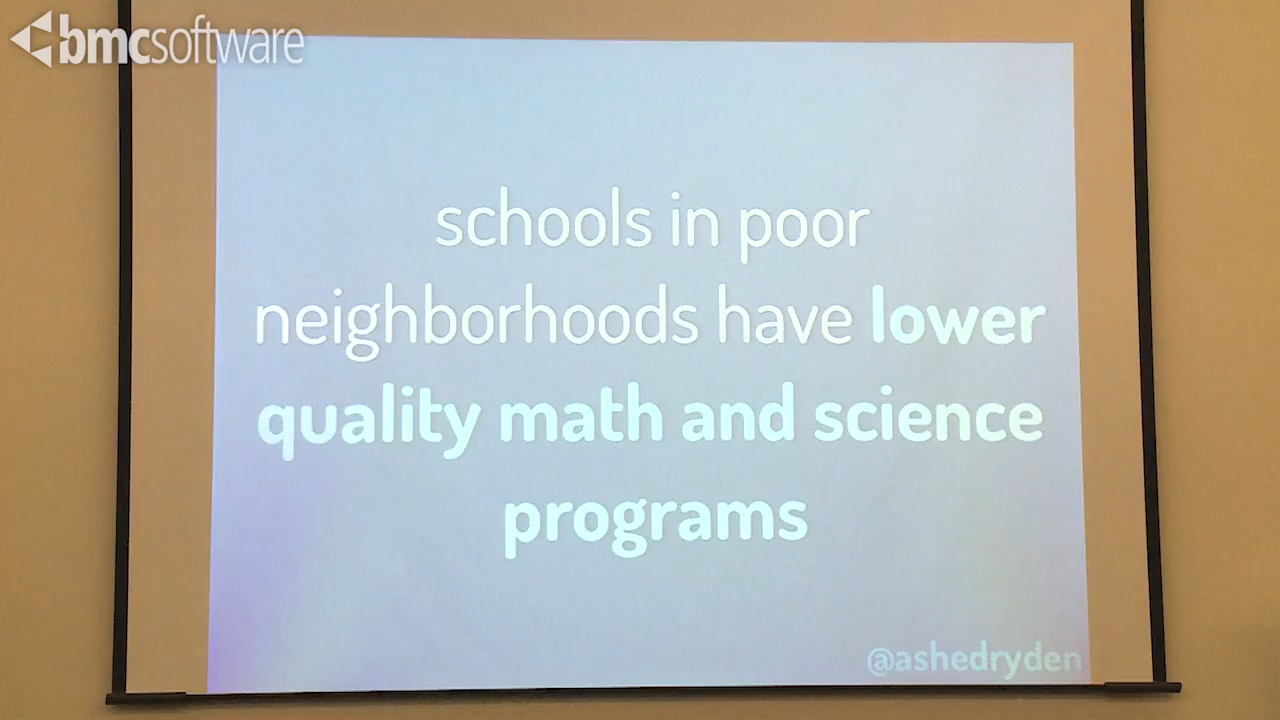 bmcsoftware
schools in poor
neighborhoods have lower
quality math and science
programs
@ashedryden